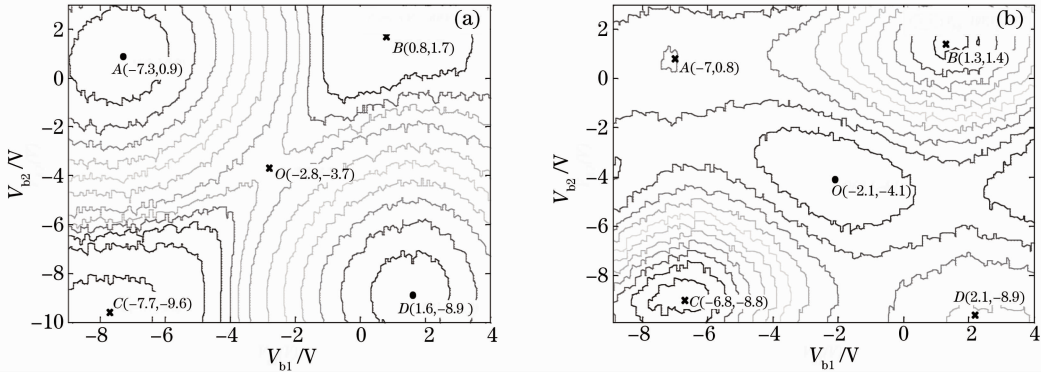 (a)
2
0
−2
−4
−6
−8
−10
V_b2 /V
A(−7.3,0.9)
B(0.8,1.7)
O(−2.8,−3.7)
C(−7.7,−9.6)
D(1.6,−8.9 )
−8 −6 −4 −2 0 2 4
V_b1 /V
(b)
2
0
−2
−4
−6
−8
V_b2 /V
A(−7,0.8)
B(1.3,1.4)
O(−2.1,−4.1)
C(−6.8,−8.8)
D(2.1,−8.9)
−8 −6 −4 −2 0 2 4
V_b1 /V